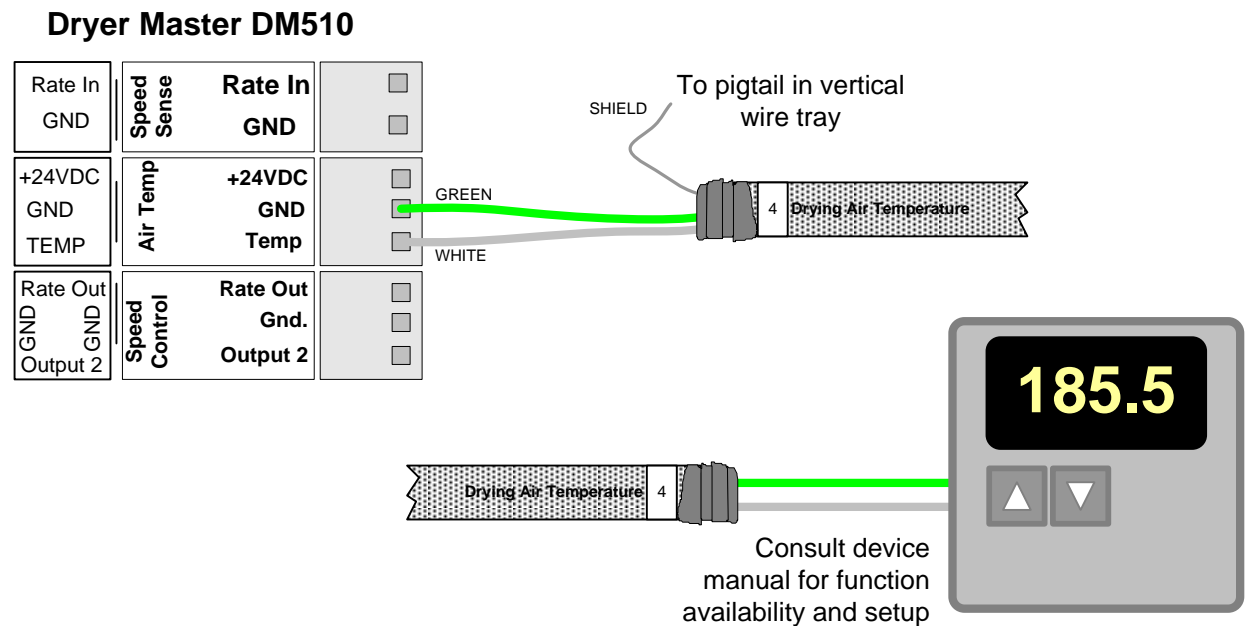 Dryer Master DM510
Rate In
GND
Speed
Sense
Rate In
GND
+24VDC
GND
TEMP
Air Temp
+24VDC
GND
Temp
Rate Out
GND
GND
Output 2
Speed
Control
Rate Out
Gnd.
Output 2
SHIELD
To pigtail in vertical
wire tray
GREEN
WHITE
4 Drying Air Temperature
185.5
Drying Air Temperature 4
Consult device
manual for function
availability and setup